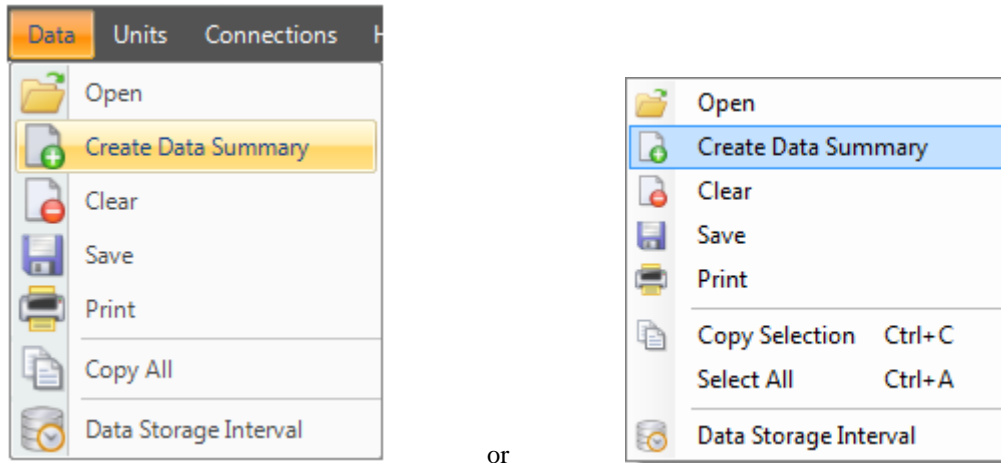 Data Units Connections
Open
Create Data Summary
Clear
Save
Print
Copy All
Data Storage Interval
or
Open
Create Data Summary
Clear
Save
Print
Copy Selection Ctrl+C
Select All Ctrl+A
Data Storage Interval